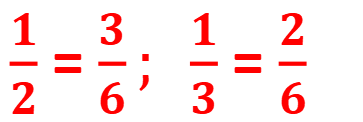 1/2 = 3/6 ; 1/3 = 2/6